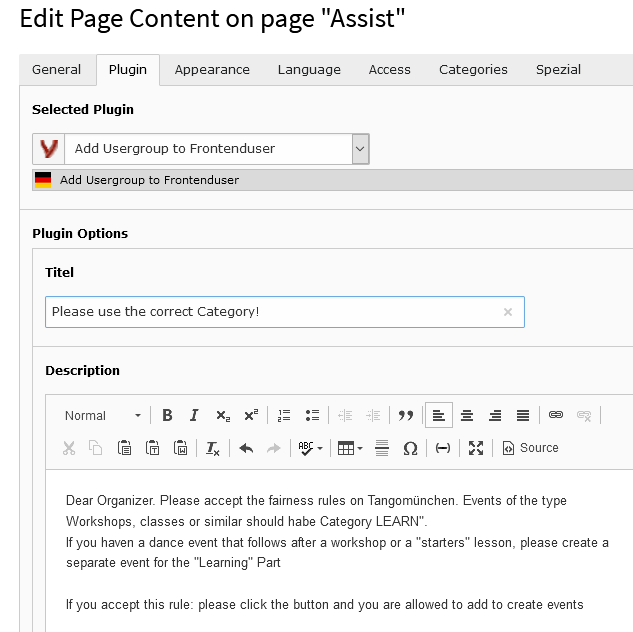 Edit Page Content on page "Assist"
General Plugin Appearance Language Access Categories Spezial
Selected Plugin
Add Usergroup to Frontenduser
Add Usergroup to Frontenduser
Plugin Options
Titel
Please use the correct Category!
Description
Normal
Source
Dear Organizer. Please accept the fairness rules on Tangomünchen. Events of the type
Workshops, classes or similar should habe Category LEARN".
If you haven a dance event that follows after a workshop or a "starters" lesson, please create a
separate event for the "Learning" Part
If you accept this rule: please click the button and you are allowed to add to create events